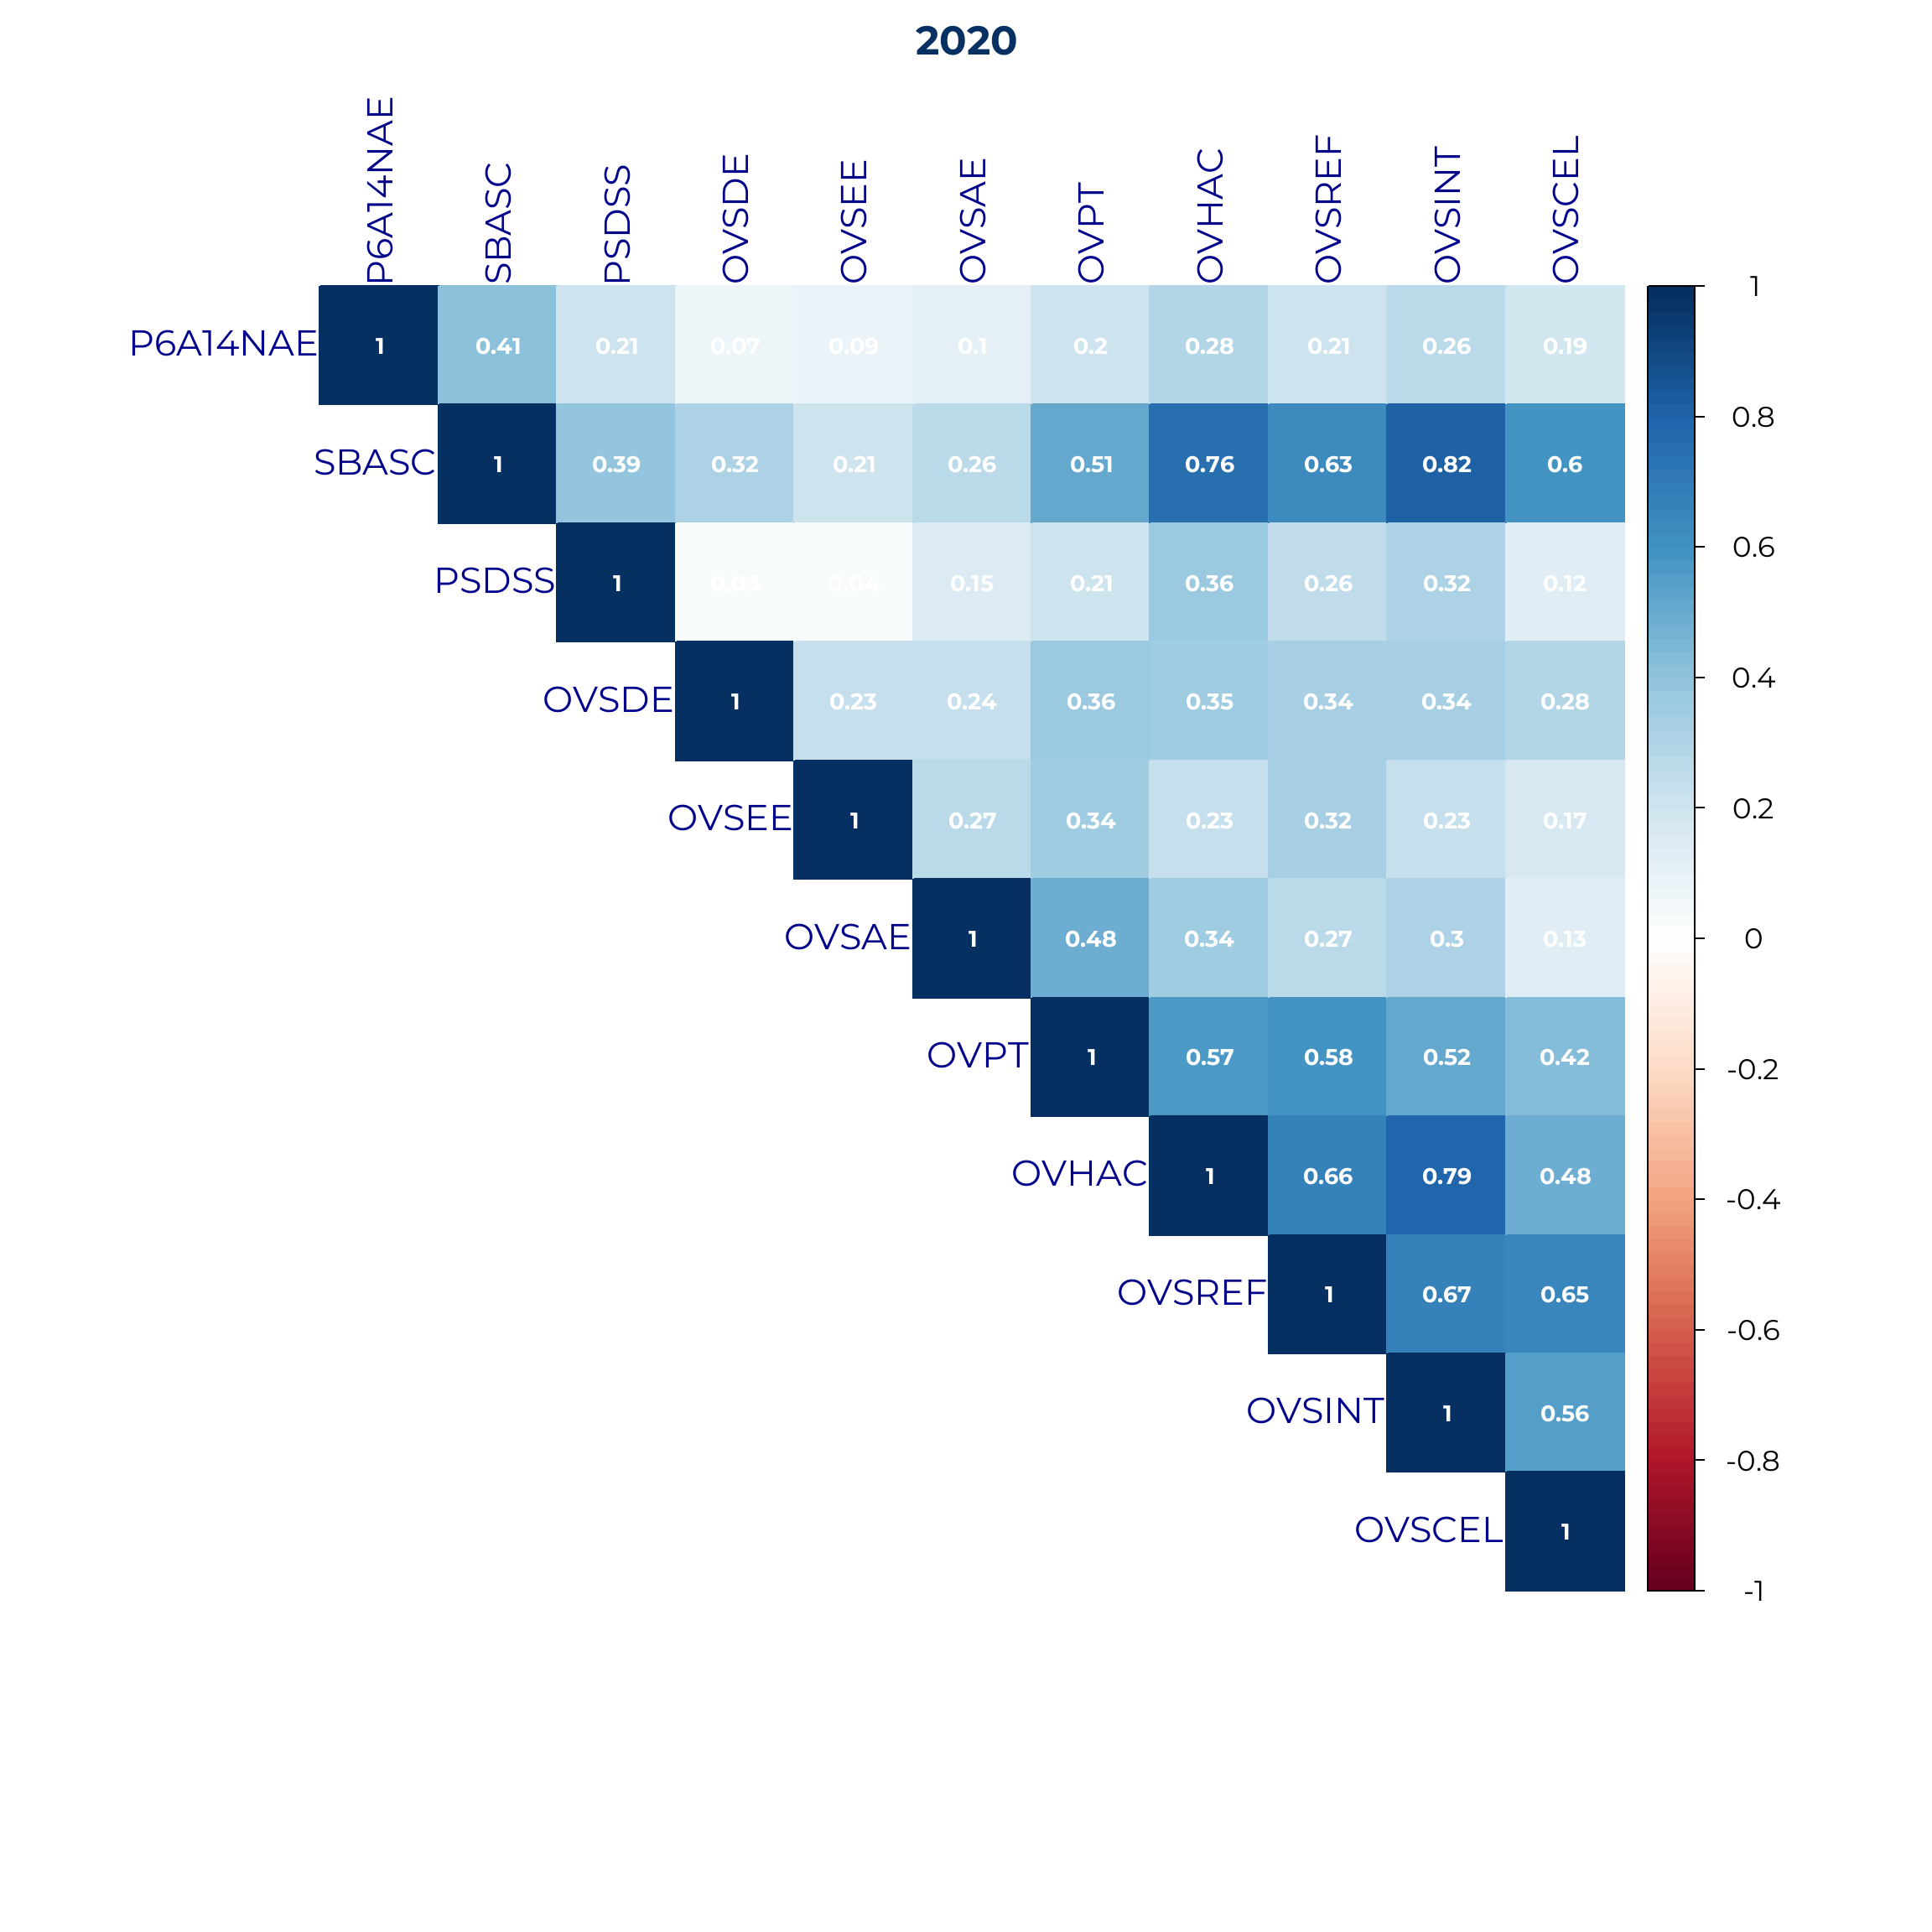 2020
P6A14NAE SBASC PSDSS OVSDE OVSEE OVSAE OVPT OVHAC OVSREF OVSINT OVSCEL
P6A14NAE 1 0.41 0.21 0.07 0.09 0.1 0.2 0.28 0.21 0.26 0.19
SBASC 1 0.39 0.32 0.21 0.26 0.51 0.76 0.63 0.82 0.6
PSDSS 1 0.03 0.04 0.15 0.21 0.36 0.26 0.32 0.12
OVSDE 1 0.23 0.24 0.36 0.35 0.34 0.34 0.28
OVSEE 1 0.27 0.34 0.23 0.32 0.23 0.17
OVSAE 1 0.48 0.34 0.27 0.3 0.13
OVPT 1 0.57 0.58 0.52 0.42
OVHAC 1 0.66 0.79 0.48
OVSREF 1 0.67 0.65
OVSINT 1 0.56
OVSCEL 1
1
0.8
0.6
0.4
0.2
0
-0.2
-0.4
-0.6
-0.8
-1